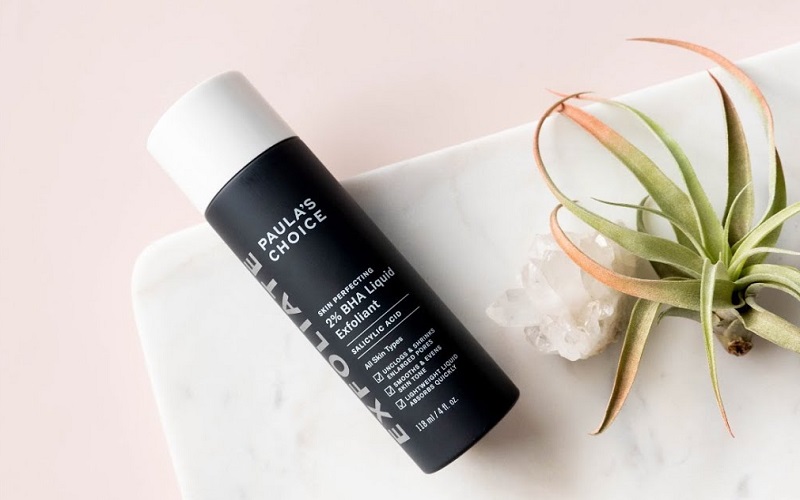 PAULA'S
CHOICE
EXFOLIATE
SKIN PERFECTING
2% BHA Liquid
Exfoliant
SALICYLIC ACID
All Skin Types
UNCLOGS & SHRINKS
ENLARGED PORES
SMOOTHS & EVENS
SKIN TONE
LIGHTWEIGHT LIQUID
ABSORBS QUICKLY
118 ml / 4 fl. oz.